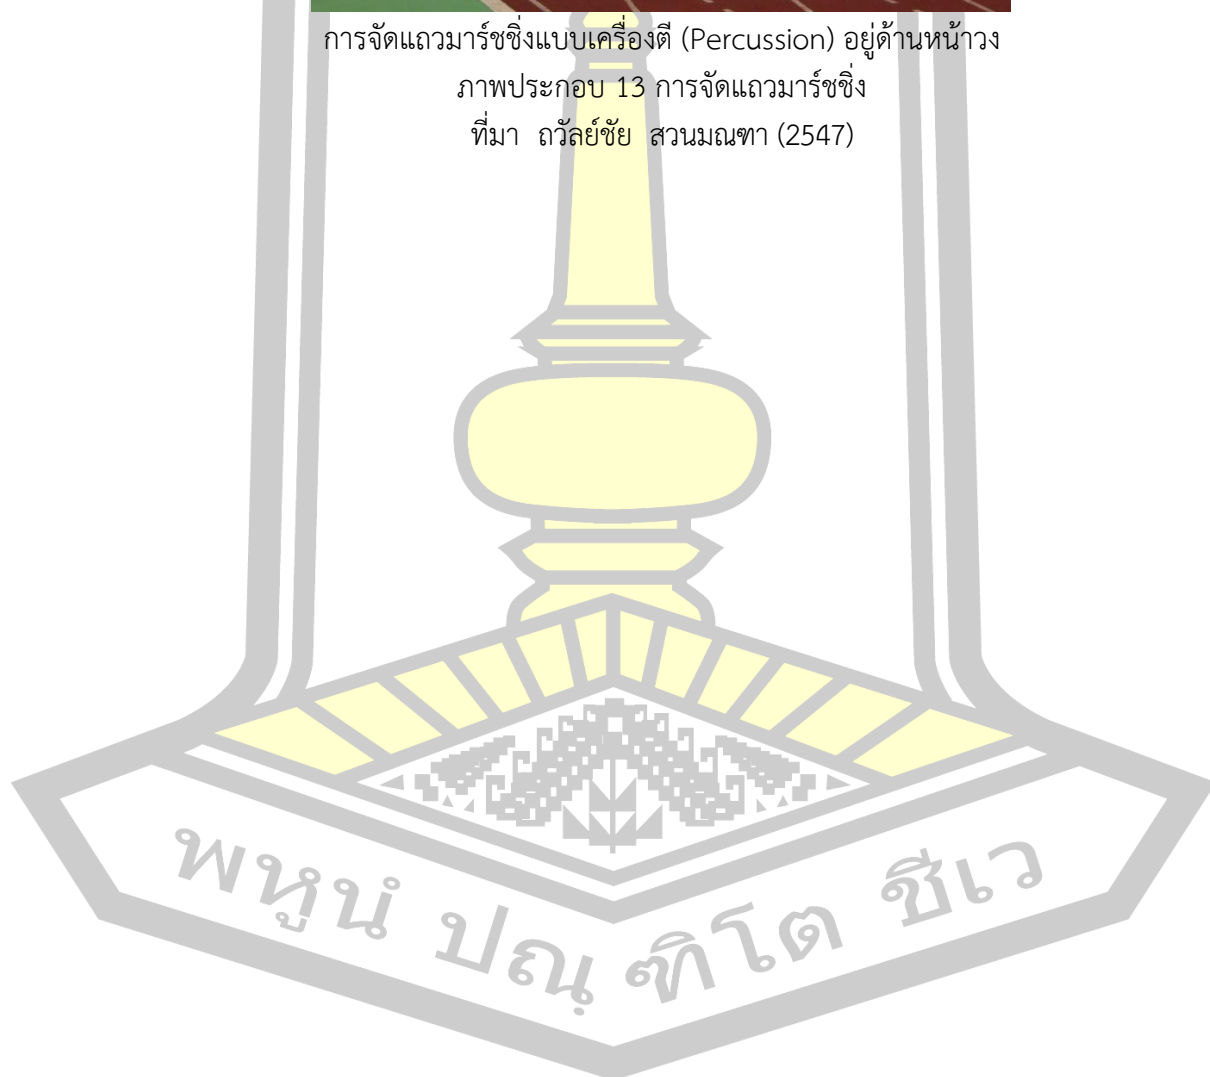 การจัดแถวมาร์ชชิ่งแบบเครื่องตี (Percussion) อยู่ด้านหน้าวง
ภาพประกอบ 13 การจัดแถวมาร์ชชิ่ง
ที่มา ถวัลย์ชัย สวนมณฑา (2547)
พหูนํ ปณฺ ฑิโต ชีเว